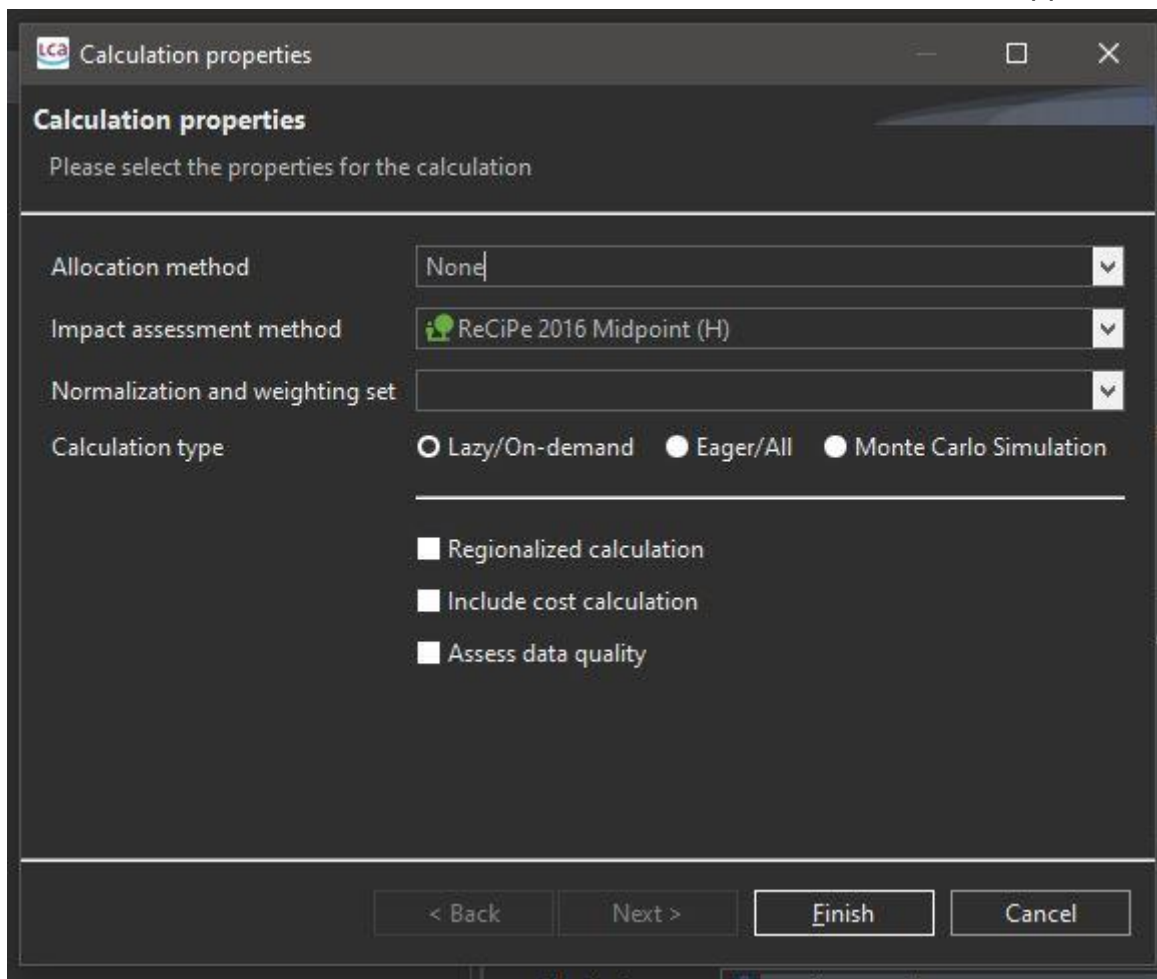 LCA Calculation properties
Calculation properties
Please select the properties for the calculation
Allocation method None
Impact assessment method ReCiPe 2016 Midpoint (H)
Normalization and weighting set
Calculation type Lazy/On-demand Eager/All Monte Carlo Simulation
Regionalized calculation
Include cost calculation
Assess data quality
< Back Next > Finish Cancel